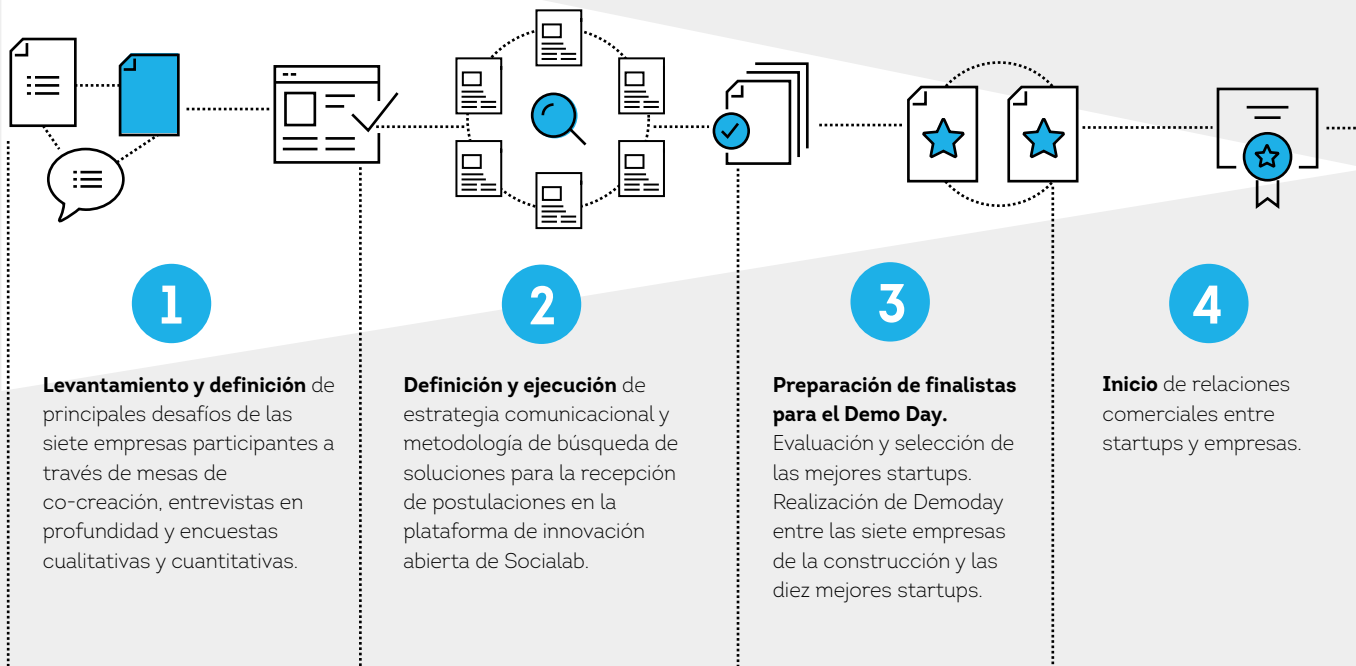 1
Levantamiento y definición de
principales desafíos de las
siete empresas participantes a
través de mesas de
co-creación, entrevistas en
profundidad y encuestas
cualitativas y cuantitativas.
2
Definición y ejecución de
estrategia comunicacional y
metodología de búsqueda de
soluciones para la recepción
de postulaciones en la
plataforma de innovación
abierta de Socialab.
3
Preparación de finalistas
para el Demo Day.
Evaluación y selección de
las mejores startups.
Realización de Demoday
entre las siete empresas
de la construcción y las
diez mejores startups.
4
Inicio de relaciones
comerciales entre
startups y empresas.